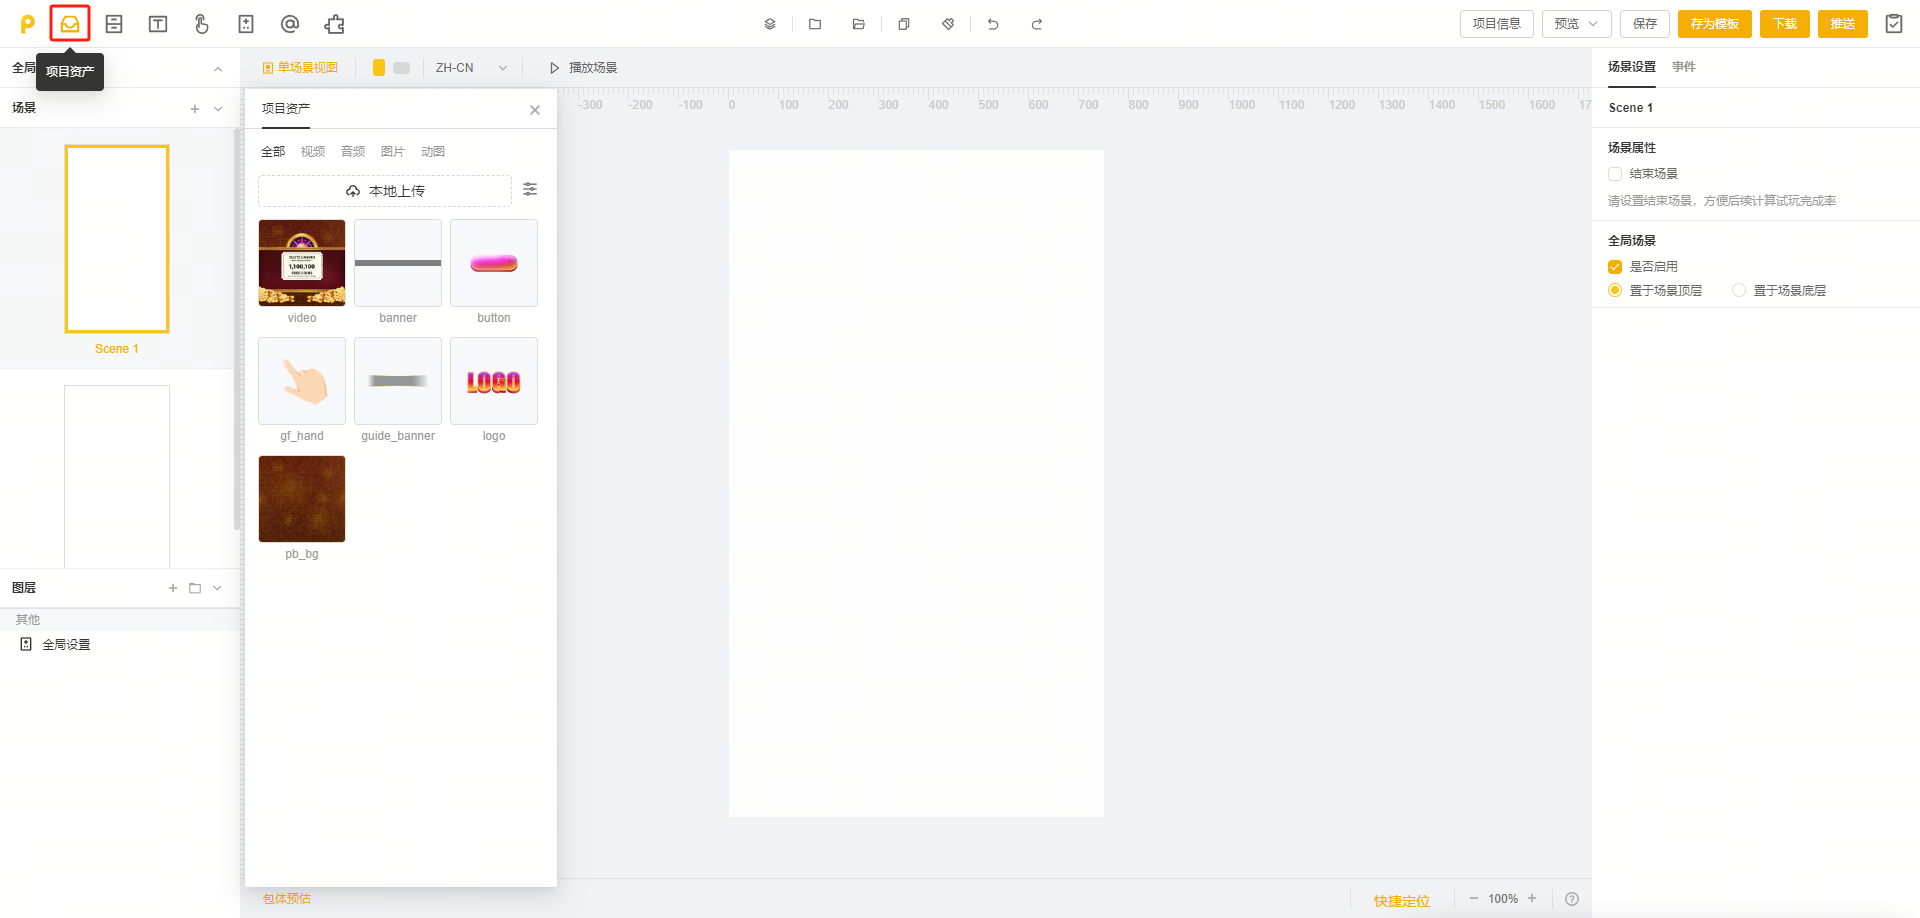 项目信息
预览
保存
存为模板
下载
推送
全局
项目资产
单场景视图
ZH-CN
播放场景
场景设置
事件
场景
项目资产
-300 -200 -100 0 100 200 300 400 500 600 700 800 900 1000 1100 1200 1300 1400 1500 1600 17
Scene 1
全部 视频 音频 图片 动图
场景属性
结束场景
本地上传
请设置结束场景，方便后续计算试玩完成率
全局场景
是否启用
置于场景顶层
置于场景底层
SLOTS CASINO
1,100,100
FREE COINS
video
banner
button
Scene 1
LOGO
gf_hand
guide_banner
logo
pb_bg
图层
其他
全局设置
包体预估
快捷定位
100%